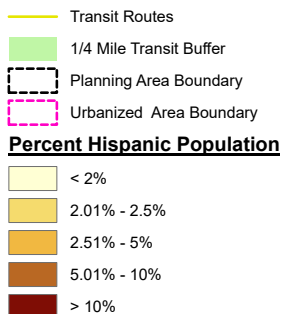 Transit Routes
1/4 Mile Transit Buffer
Planning Area Boundary
Urbanized Area Boundary
Percent Hispanic Population
< 2%
2.01% - 2.5%
2.51% - 5%
5.01% - 10%
> 10%